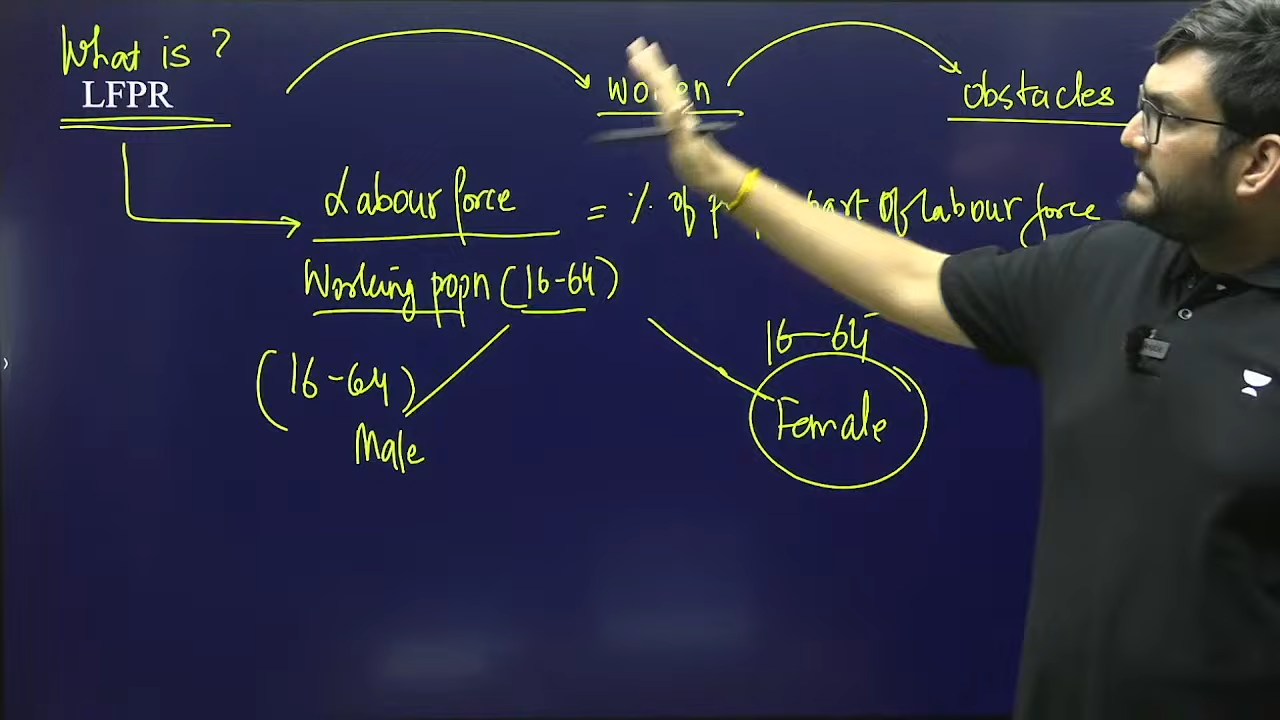 What is ?
LFPR
women
Obstacles
Labour force = % of part of labour force
Working popn (16-64)
16-64
(16-64)
Male
Female